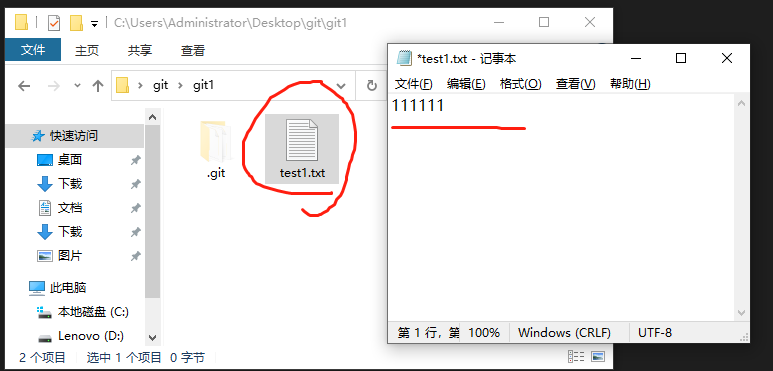 C:\Users\Administrator\Desktop\git\git1
文件 主页 共享 查看
git git1
快速访问
桌面
下载
文档
下载
图片
此电脑
本地磁盘 (C:)
Lenovo (D:)
.git
test1.txt
2 个项目 选中 1 个项目 0 字节
*test1.txt - 记事本
文件(F) 编辑(E) 格式(O) 查看(V) 帮助(H)
111111
第 1 行, 第 100% Windows (CRLF) UTF-8